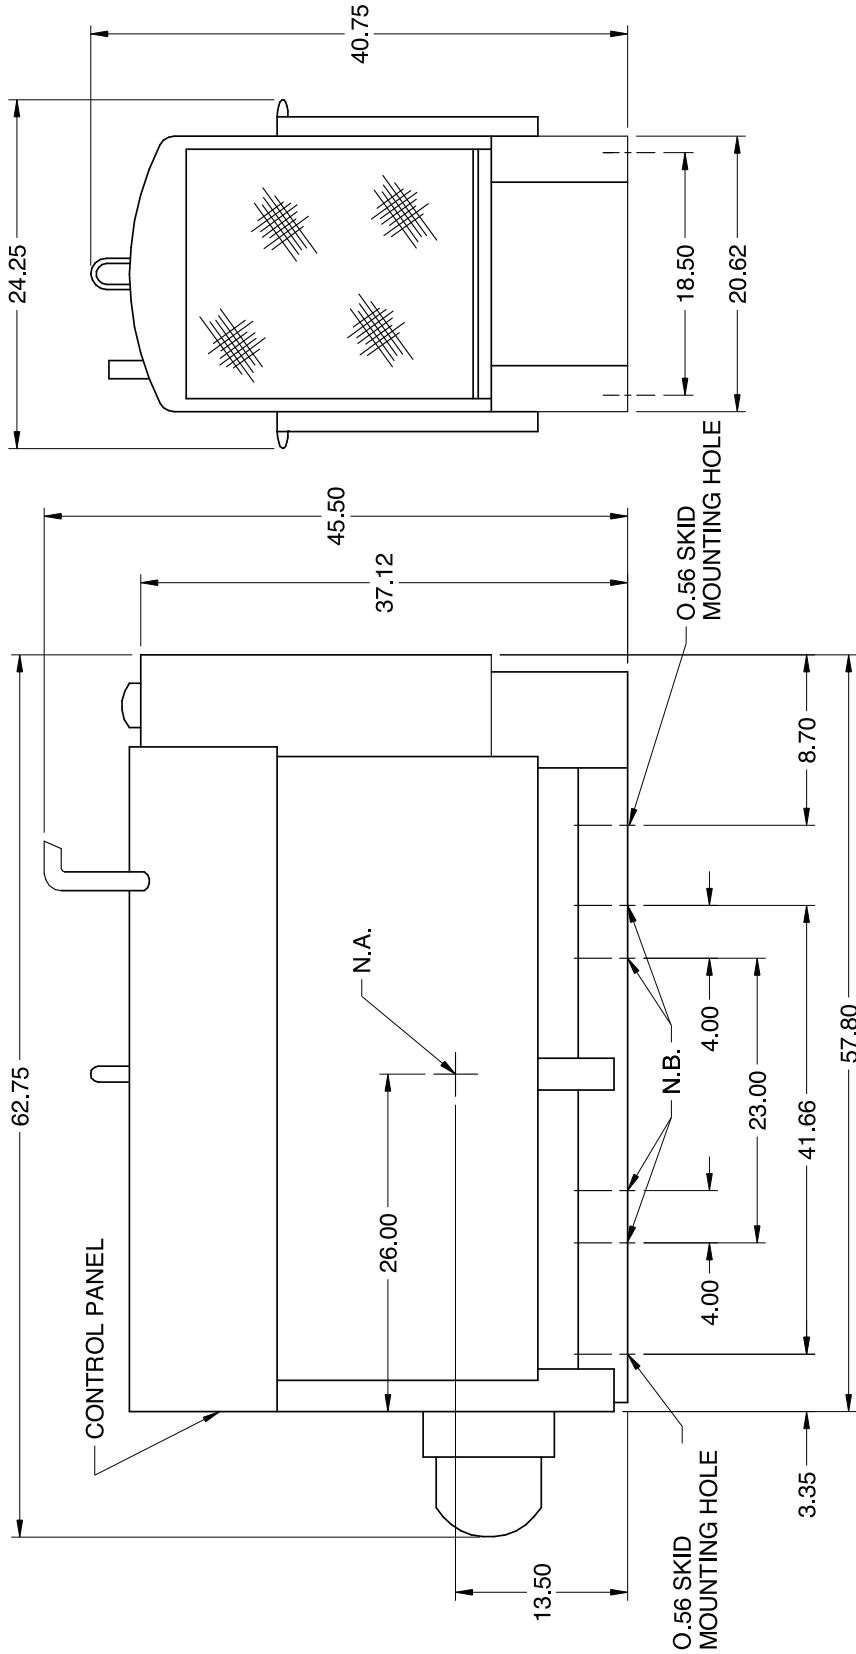 62.75
CONTROL PANEL
45.50
37.12
N.A.
26.00
13.50
N.B.
O.56 SKID
MOUNTING HOLE
O.56 SKID
MOUNTING HOLE
4.00
4.00
23.00
3.35
41.66
8.70
57.80
24.25
40.75
18.50
20.62